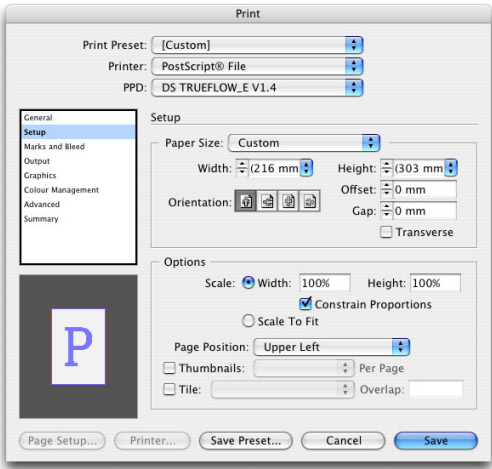 Print
Print Preset: [Custom]
Printer: PostScript® File
PPD: DS TRUEFLOW_E V1.4
General
Setup
Marks and Bleed
Output
Graphics
Colour Management
Advanced
Summary
Setup
Paper Size: Custom
Width: (216 mm Height: (303 mm
Orientation: Offset: 0 mm
Gap: 0 mm
Transverse
Options
Scale: Width: 100% Height: 100%
Constrain Proportions
Scale To Fit
Page Position: Upper Left
Thumbnails: Per Page
Tile: Overlap:
P
Page Setup... Printer... Save Preset... Cancel Save